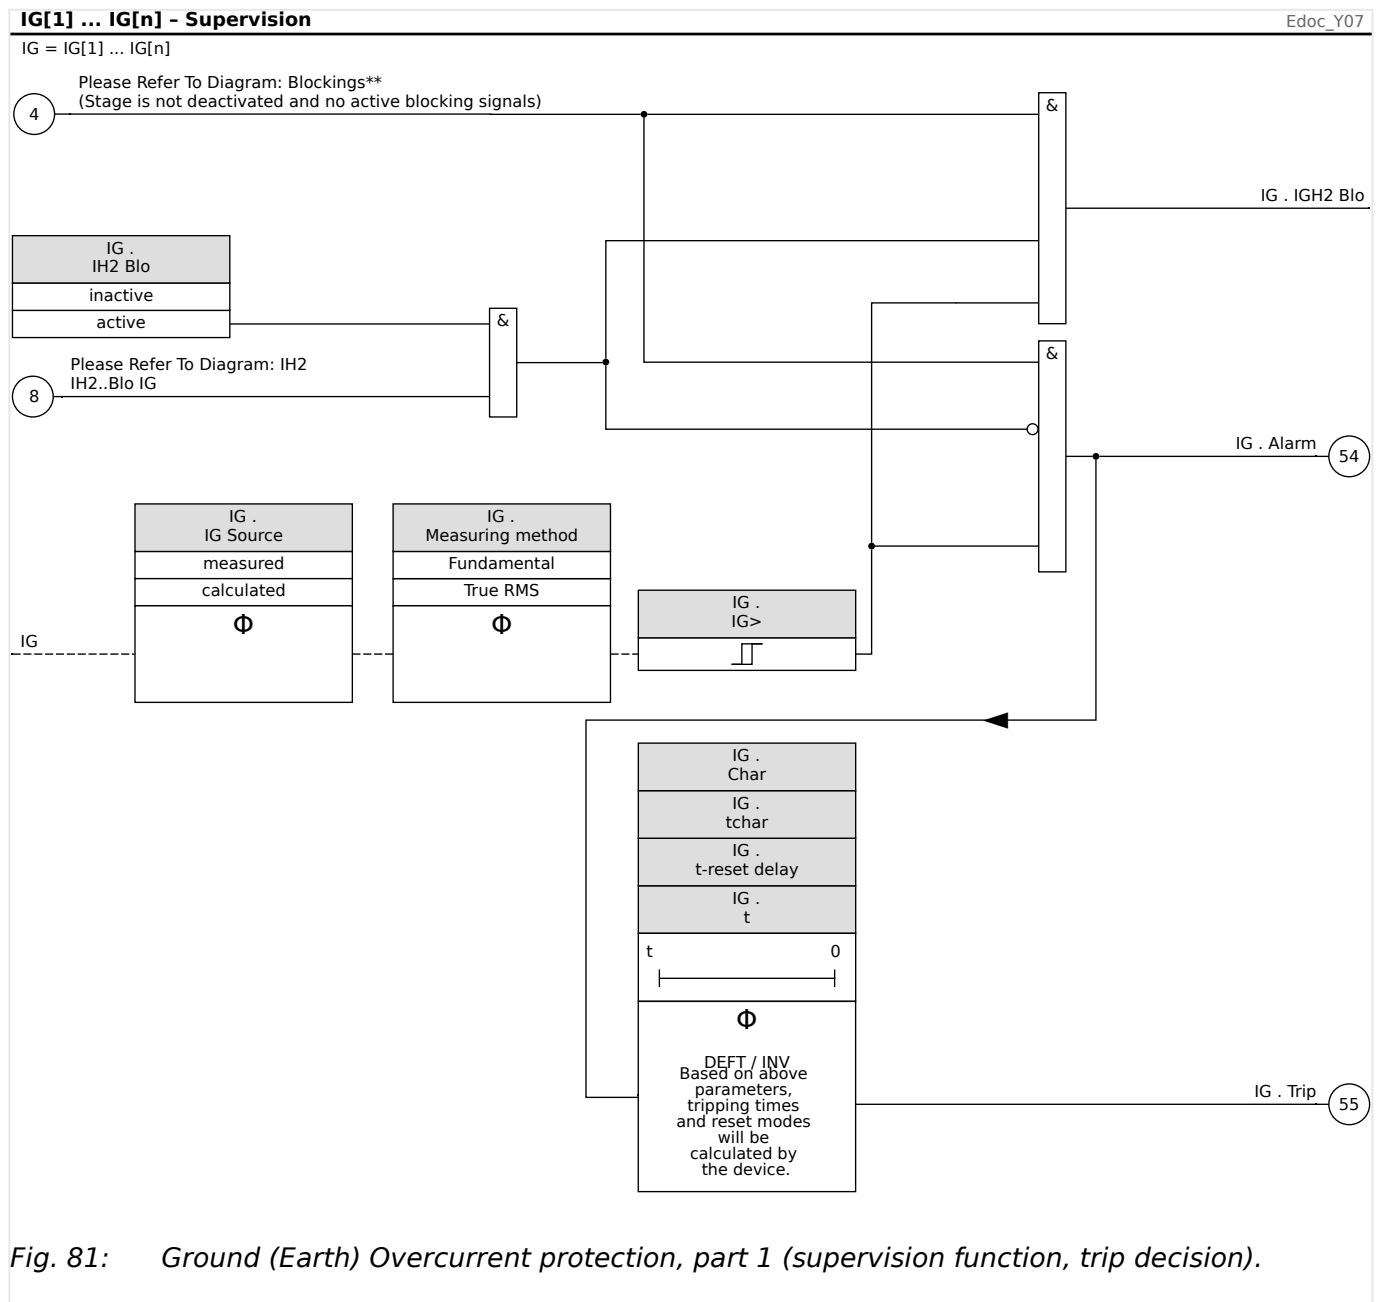 IG[1] ... IG[n] – Supervision
Edoc_Y07
IG = IG[1] ... IG[n]
Please Refer To Diagram: Blockings**
(Stage is not deactivated and no active blocking signals)
4
&
IG . IGH2 Blo
IG .
IH2 Blo
inactive
active
&
Please Refer To Diagram: IH2
IH2..Blo IG
8
&
IG . Alarm
54
IG .
IG Source
measured
calculated
Φ
IG .
Measuring method
Fundamental
True RMS
Φ
IG .
IG>
IG
IG .
Char
IG .
tchar
IG .
t-reset delay
IG .
t
t 0
Φ
DEFT / INV
Based on above
parameters,
tripping times
and reset modes
will be
calculated by
the device.
IG . Trip
55
Fig. 81: Ground (Earth) Overcurrent protection, part 1 (supervision function, trip decision).